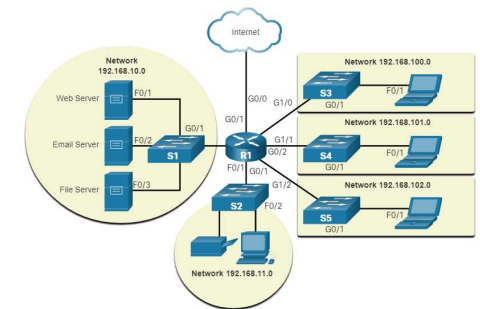 Internet
Network
192.168.10.0
Web Server
F0/1
Email Server
F0/2
File Server
F0/3
G0/1
S1
G0/0
G0/1
R1
G1/0
G1/1
G0/2
F0/1
G0/1
G1/2
S2
F0/2
Network 192.168.11.0
Network 192.168.100.0
S3
G0/1
F0/1
Network 192.168.101.0
S4
G0/1
F0/1
Network 192.168.102.0
S5
G0/1
F0/1